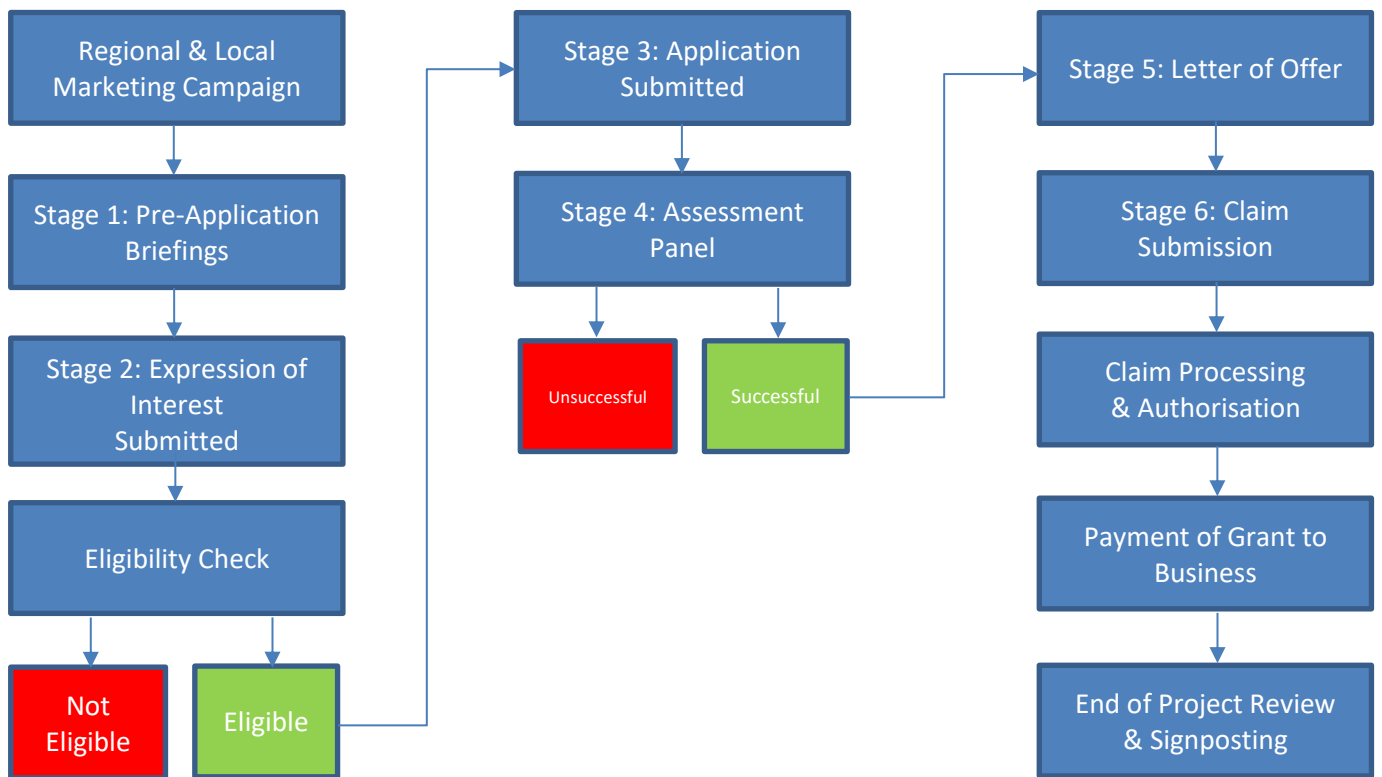 Regional & Local
Marketing Campaign
Stage 1: Pre-Application
Briefings
Stage 2: Expression of
Interest
Submitted
Eligibility Check
Not
Eligible
Eligible
Stage 3: Application
Submitted
Stage 4: Assessment
Panel
Unsuccessful
Successful
Stage 5: Letter of Offer
Stage 6: Claim
Submission
Claim Processing
& Authorisation
Payment of Grant to
Business
End of Project Review
& Signposting